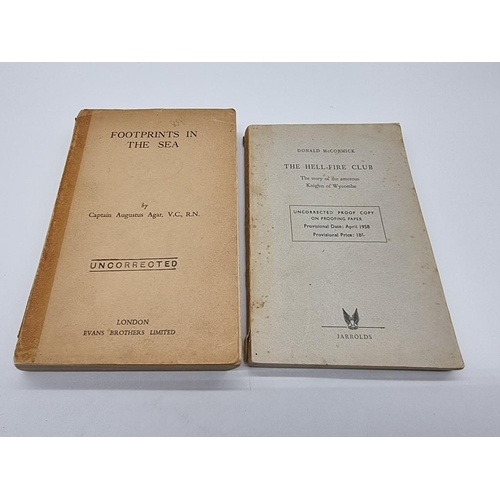 FOOTPRINTS IN
THE SEA
by
Captain Augustus Agar, V.C., R.N.
UNCORRECTED
LONDON
EVANS BROTHERS LIMITED
DONALD McCORMICK
THE HELL-FIRE CLUB
The story of the amorous
Knights of Wycombe
UNCORRECTED PROOF COPY
ON PROOFING PAPER
Provisional Date: April 1958
Provisional Price: 18/-
JARROLDS